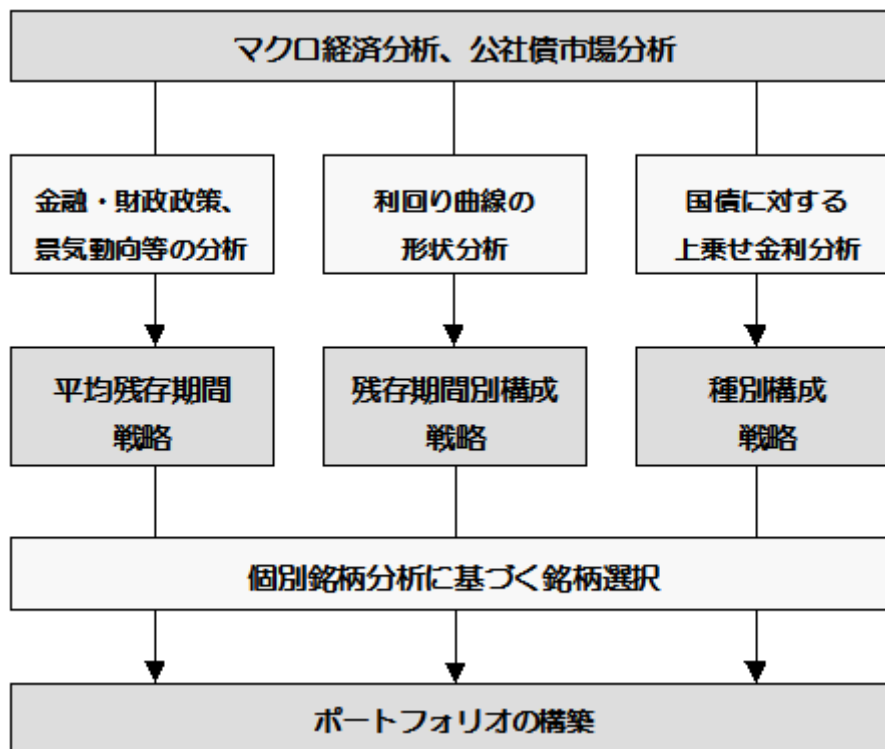 マクロ経済分析、公社債市場分析
金融・財政政策、
景気動向等の分析
利回り曲線の
形状分析
国債に対する
上乗せ金利分析
平均残存期間
戦略
残存期間別構成
戦略
種別構成
戦略
個別銘柄分析に基づく銘柄選択
ポートフォリオの構築